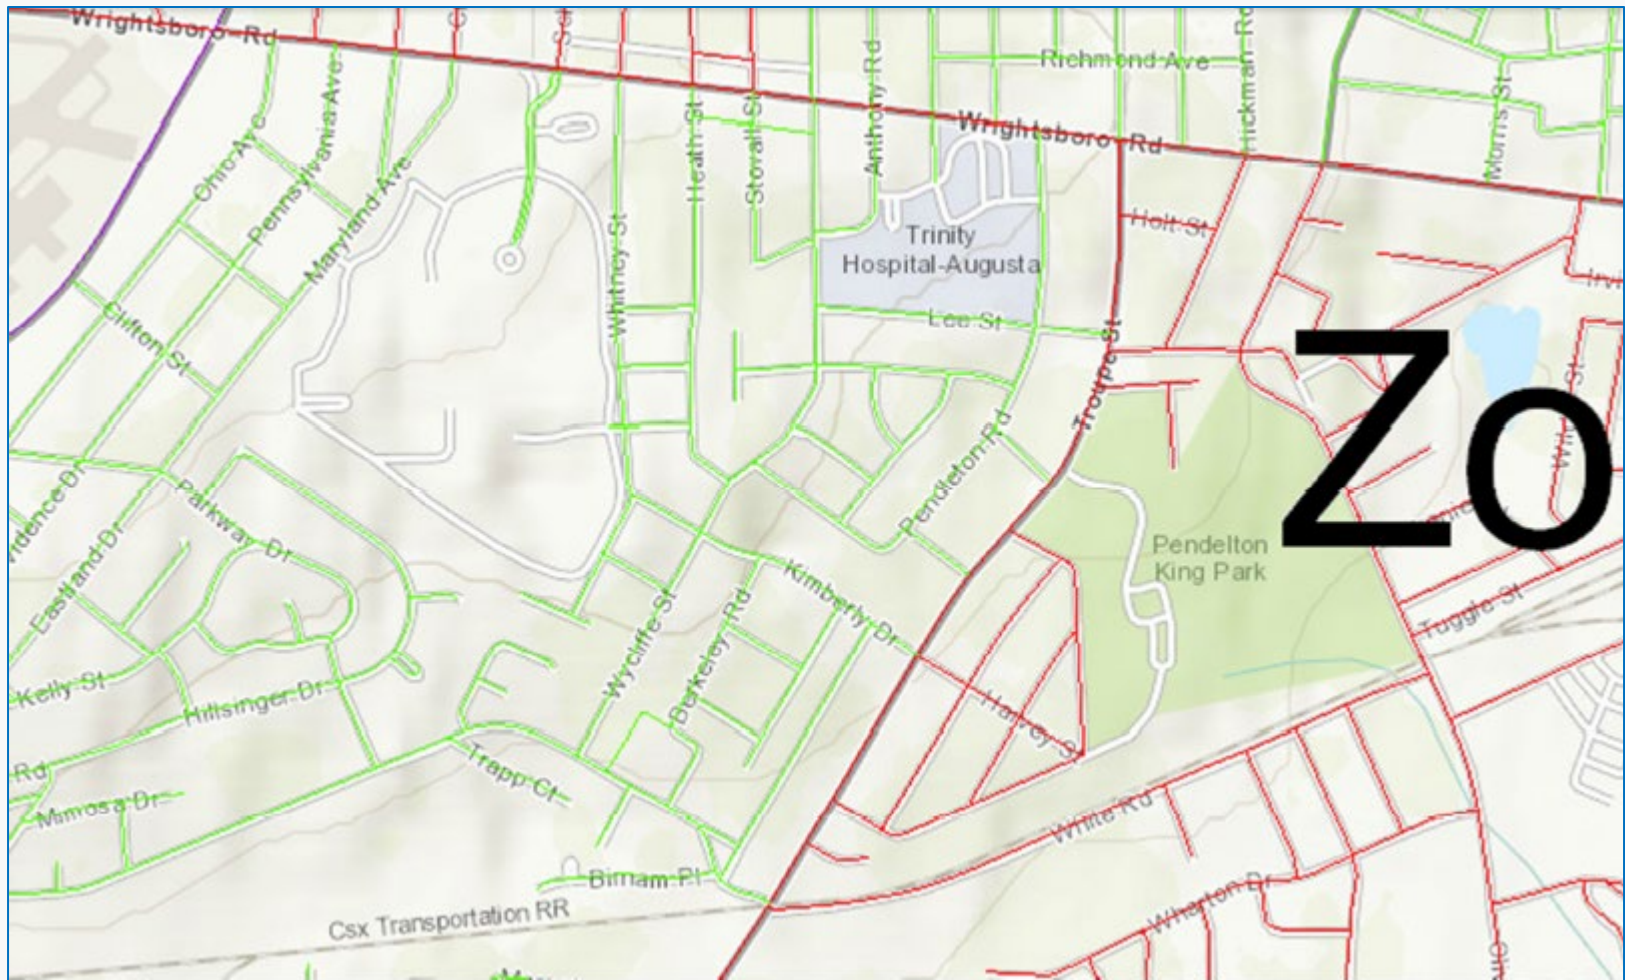 Wrightsboro Rd
Ohio Ave
Pennsylvania Ave
Maryland Ave
Clifton St
Whitney St
Heath St
Stovall St
Anthony Rd
Richmond Ave
Hickman Rd
Morris St
Wrightsboro Rd
Trinity
Hospital-Augusta
Lee St
Holt St
Troupe St
Zo
Pendleton Rd
Pendelton
King Park
Tuggle St
Parkway Dr
Eastland Dr
Kimberly Dr
Wycliffe St
Berkeley Rd
Kelly St
Hillsinger Dr
Harvey St
Rd
Mimosa Dr
Trapp Ct
White Rd
Birnam Pl
Wharton Dr
Csx Transportation RR